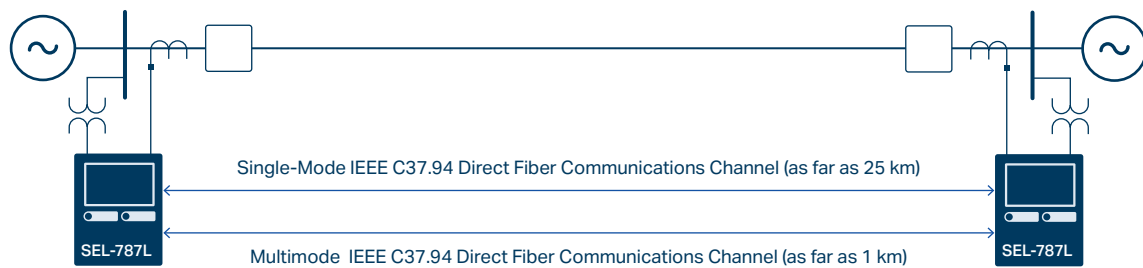 Single-Mode IEEE C37.94 Direct Fiber Communications Channel (as far as 25 km)
SEL-787L
SEL-787L
Multimode IEEE C37.94 Direct Fiber Communications Channel (as far as 1 km)